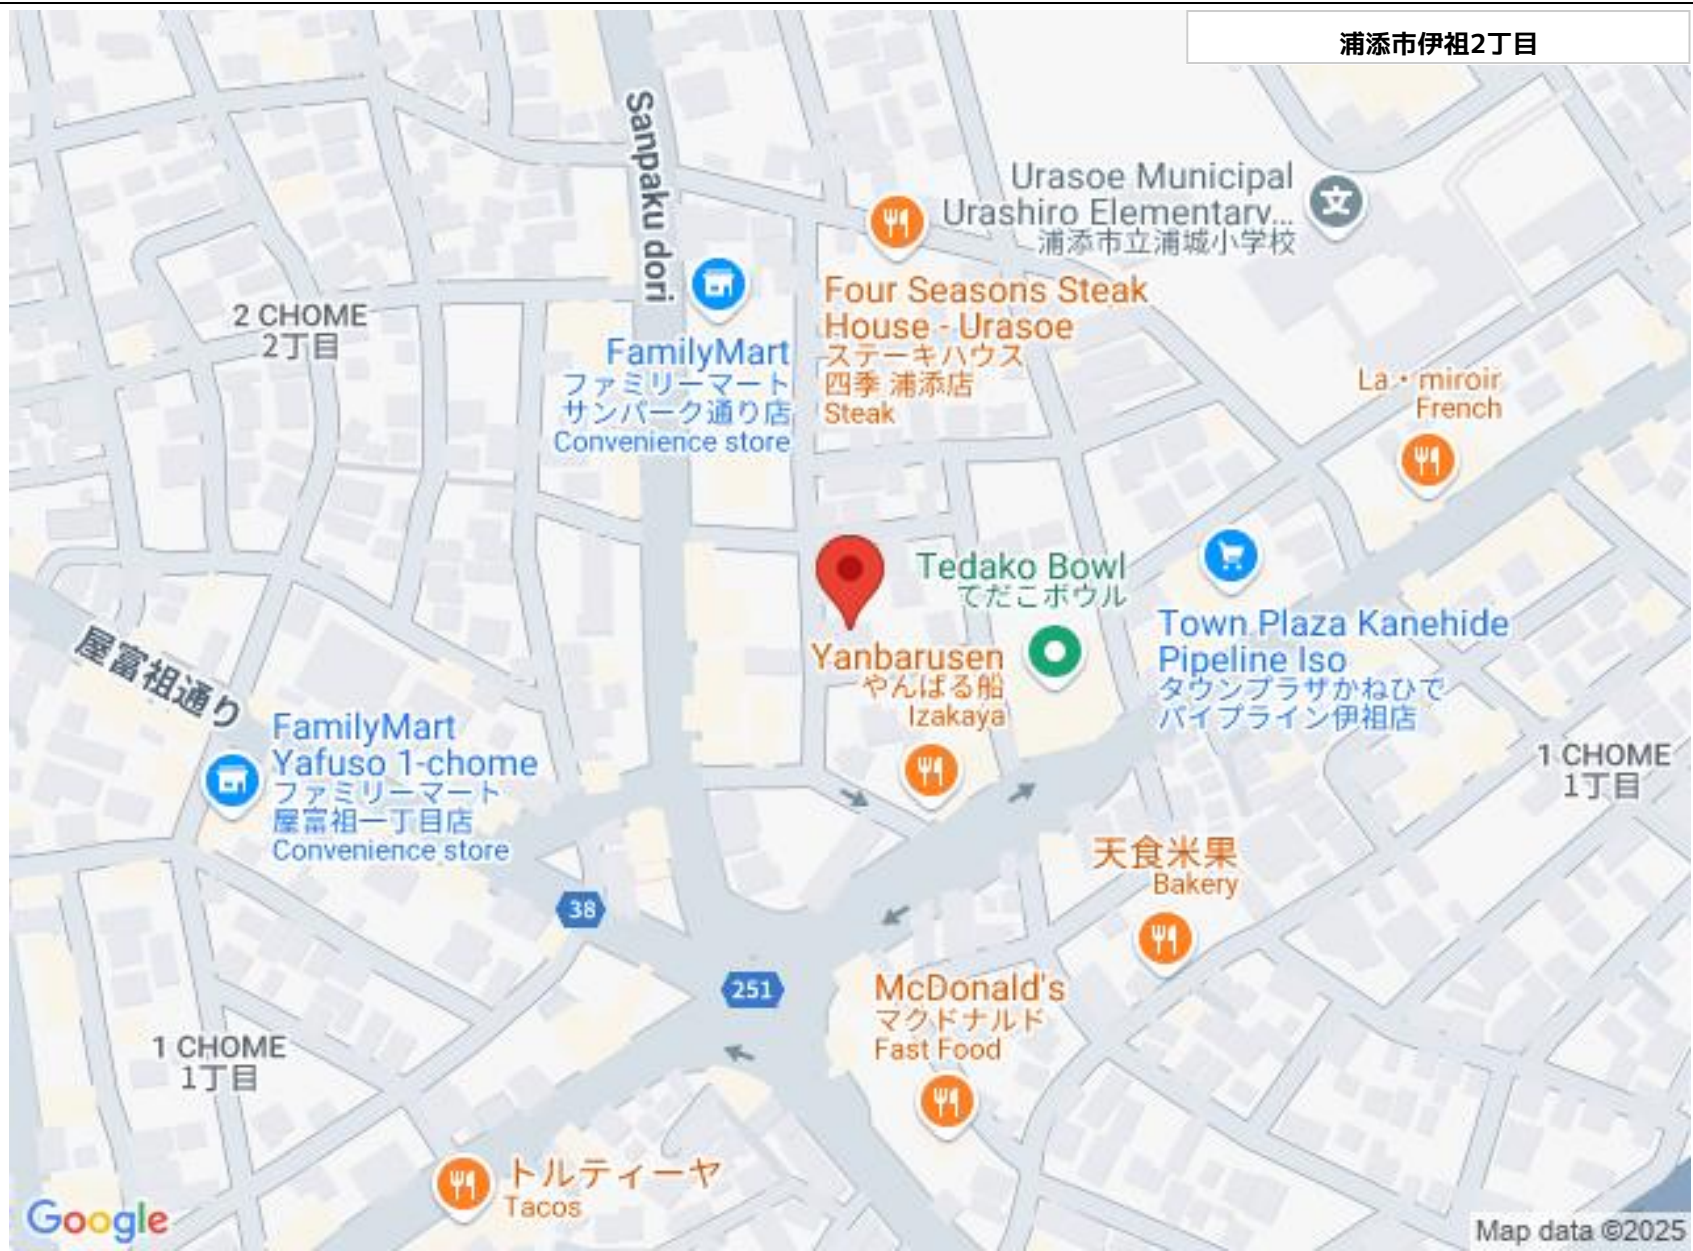 浦添市伊祖2丁目
Sanpaku dori
Urasoe Municipal
Urashiro Elementary...
浦添市立浦城小学校
Four Seasons Steak
House - Urasoe
ステーキハウス
四季 浦添店
Steak
2 CHOME
2丁目
FamilyMart
ファミリーマート
サンパーク通り店
Convenience store
La・miroir
French
Tedako Bowl
てだこボウル
Town Plaza Kanehide
Pipeline Iso
タウンプラザかねひで
パイプライン伊祖店
Yanbarusen
やんばる船
Izakaya
屋富祖通り
FamilyMart
Yafuso 1-chome
ファミリーマート
屋富祖一丁目店
Convenience store
1 CHOME
1丁目
天食米果
Bakery
38
251
McDonald's
マクドナルド
Fast Food
1 CHOME
1丁目
トルティーヤ
Tacos
Google
Map data ©2025